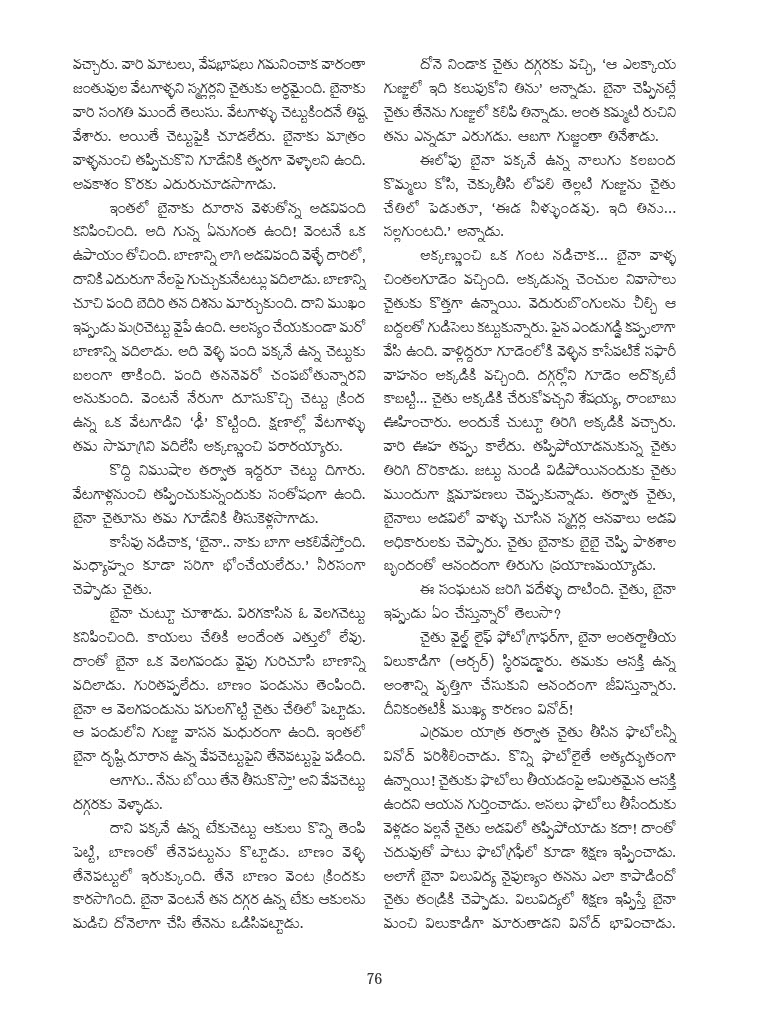 వచ్చారు. వారి మాటలు, వేషభాషలు గమనించాక వారంతా
జంతువుల వేటగాళ్ళని స్మగ్లర్లని చైతుకు అర్థమైంది. బైనాకు
వారి సంగతి ముందే తెలుసు. వేటగాళ్ళు చెట్టుకిందనే తిష్ట
వేశారు. అయితే చెట్టుపైకి చూడలేదు. బైనాకు మాత్రం
వాళ్ళనుంచి తప్పించుకొని గూడేనికి త్వరగా వెళ్ళాలని ఉంది.
అవకాశం కొరకు ఎదురుచూడసాగాడు.
ఇంతలో బైనాకు దూరాన వెళుతోన్న అడవిపంది
కనిపించింది. అది గున్న ఏనుగంత ఉంది! వెంటనే ఒక
ఉపాయం తోచింది. బాణాన్ని లాగి అడవిపంది వెళ్ళే దారిలో,
దానికి ఎదురుగా నేలపై గుచ్చుకునేటట్లు వదిలాడు. బాణాన్ని
చూచి పంది బెదిరి తన దిశను మార్చుకుంది. దాని ముఖం
ఇప్పుడు మర్రిచెట్టు వైపే ఉంది. ఆలస్యం చేయకుండా మరో
బాణాన్ని వదిలాడు. అది వెళ్ళి పంది పక్కనే ఉన్న చెట్టుకు
బలంగా తాకింది. పంది తననెవరో చంపబోతున్నారని
అనుకుంది. వెంటనే నేరుగా దూసుకొచ్చి చెట్టు క్రింద
ఉన్న ఒక వేటగాడిని ‘ఢీ’ కొట్టింది. క్షణాల్లో వేటగాళ్ళు
తమ సామాగ్రిని వదిలేసి అక్కణ్ణుంచి పరారయ్యారు.
కొద్ది నిముషాల తర్వాత ఇద్దరూ చెట్టు దిగారు.
వేటగాళ్లనుంచి తప్పించుకున్నందుకు సంతోషంగా ఉంది.
బైనా చైతూను తమ గూడేనికి తీసుకెళ్లసాగాడు.
కాసేపు నడిచాక, ‘బైనా.. నాకు బాగా ఆకలివేస్తోంది.
మధ్యాహ్నం కూడా సరిగా భోంచేయలేదు.’ నీరసంగా
చెప్పాడు చైతు.
బైనా చుట్టూ చూశాడు. విరగకాసిన ఓ వెలగచెట్టు
కనిపించింది. కాయలు చేతికి అందేంత ఎత్తులో లేవు.
దాంతో బైనా ఒక వెలగపండు వైపు గురిచూసి బాణాన్ని
వదిలాడు. గురితప్పలేదు. బాణం పండును తెంపింది.
బైనా ఆ వెలగపండును పగులగొట్టి చైతు చేతిలో పెట్టాడు.
ఆ పండులోని గుజ్జు వాసన మధురంగా ఉంది. ఇంతలో
బైనా దృష్టి దూరాన ఉన్న వేపచెట్టుపైని తేనెపట్టుపై పడింది.
ఆగాగు.. నేను బోయి తేనె తీసుకొస్తా’ అని వేపచెట్టు
దగ్గరకు వెళ్ళాడు.
దాని పక్కనే ఉన్న టేకుచెట్టు ఆకులు కొన్ని తెంపి
పెట్టి, బాణంతో తేనెపట్టును కొట్టాడు. బాణం వెళ్ళి
తేనెపట్టులో ఇరుక్కుంది. తేనె బాణం వెంట క్రిందకు
కారసాగింది. బైనా వెంటనే తన దగ్గర ఉన్న టేకు ఆకులను
మడిచి దోనెలాగా చేసి తేనెను ఒడిసిపట్టాడు.
దోనె నిండాక చైతు దగ్గరకు వచ్చి, ‘ఆ ఎలక్కాయ
గుజ్జులో ఇది కలుపుకోని తిను’ అన్నాడు. బైనా చెప్పినట్లే
చైతు తేనెను గుజ్జులో కలిపి తిన్నాడు. అంత కమ్మటి రుచిని
తను ఎన్నడూ ఎరుగడు. ఆబగా గుజ్జంతా తినేశాడు.
ఈలోపు బైనా పక్కనే ఉన్న నాలుగు కలబంద
కొమ్మలు కోసి, చెక్కుతీసి లోపలి తెల్లటి గుజ్జును చైతు
చేతిలో పెడుతూ, ‘ఈడ నీళ్ళుండవు. ఇది తిను...
సల్లగుంటది.’ అన్నాడు.
అక్కణ్ణుంచి ఒక గంట నడిచాక... బైనా వాళ్ళ
చింతలగూడెం వచ్చింది. అక్కడున్న చెంచుల నివాసాలు
చైతుకు కొత్తగా ఉన్నాయి. వెదురుబొంగులను చీల్చి ఆ
బద్దలతో గుడిసెలు కట్టుకున్నారు. పైన ఎండుగడ్డి కప్పులాగా
వేసి ఉంది. వాళ్లిద్దరూ గూడెంలోకి వెళ్ళిన కాసేపటికే సఫారీ
వాహనం అక్కడికి వచ్చింది. దగ్గర్లోని గూడెం అదొక్కటే
కాబట్టి... చైతు అక్కడికి చేరుకోవచ్చని శేషయ్య, రాంబాబు
ఊహించారు. అందుకే చుట్టూ తిరిగి అక్కడికి వచ్చారు.
వారి ఊహ తప్పు కాలేదు. తప్పిపోయాడనుకున్న చైతు
తిరిగి దొరికాడు. జట్టు నుండి విడిపోయినందుకు చైతు
ముందుగా క్షమాపణలు చెప్పుకున్నాడు. తర్వాత చైతు,
బైనాలు అడవిలో వాళ్ళు చూసిన స్మగ్లర్ల ఆనవాలు అడవి
అధికారులకు చెప్పారు. చైతు బైనాకు బైబై చెప్పి పాఠశాల
బృందంతో ఆనందంగా తిరుగు ప్రయాణమయ్యాడు.
ఈ సంఘటన జరిగి పదేళ్ళు దాటింది. చైతు, బైనా
ఇప్పుడు ఏం చేస్తున్నారో తెలుసా?
చైతు వైల్డ్ లైఫ్ ఫోటోగ్రాఫర్‌గా, బైనా అంతర్జాతీయ
విలుకాడిగా (ఆర్చర్) స్థిరపడ్డారు. తమకు ఆసక్తి ఉన్న
అంశాన్ని వృత్తిగా చేసుకుని ఆనందంగా జీవిస్తున్నారు.
దీనికంతటికీ ముఖ్య కారణం వినోద్!
ఎర్రమల యాత్ర తర్వాత చైతు తీసిన ఫొటోలన్నీ
వినోద్ పరిశీలించాడు. కొన్ని ఫొటోలైతే అత్యద్భుతంగా
ఉన్నాయి! చైతుకు ఫొటోలు తీయడంపై అమితమైన ఆసక్తి
ఉందని ఆయన గుర్తించాడు. అసలు ఫొటోలు తీసేందుకు
వెళ్లడం వల్లనే చైతు అడవిలో తప్పిపోయాడు కదా! దాంతో
చదువుతో పాటు ఫొటోగ్రఫీలో కూడా శిక్షణ ఇప్పించాడు.
అలాగే బైనా విలువిద్య నైపుణ్యం తనను ఎలా కాపాడిందో
చైతు తండ్రికి చెప్పాడు. విలువిద్యలో శిక్షణ ఇప్పిస్తే బైనా
మంచి విలుకాడిగా మారుతాడని వినోద్ భావించాడు.
76